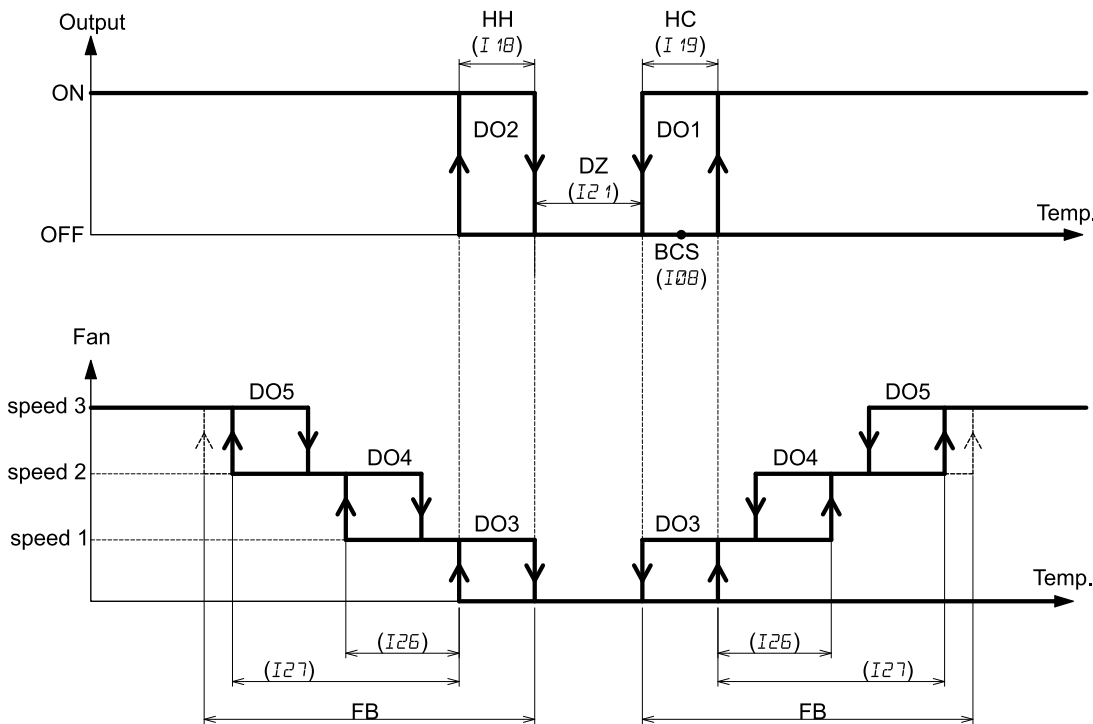 Output
HH
(I18)
HC
(I19)
ON
DO2
DO1
DZ
(I21)
Temp.
OFF
BCS
(I08)
Fan
DO5
DO5
speed 3
DO4
DO4
speed 2
DO3
DO3
speed 1
Temp.
(I26)
(I26)
(I27)
(I27)
FB
FB